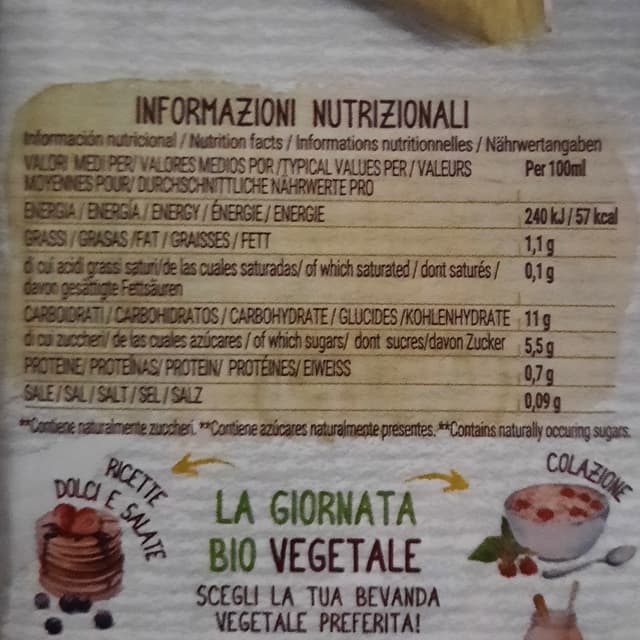 INFORMAZIONI NUTRIZIONALI
Información nutricional / Nutrition facts / Informations nutritionnelles / Nährwertangaben
VALORI MEDI PER/ VALORES MEDIOS POR /TYPICAL VALUES PER / VALEURS Per 100ml
MOYENNES POUR/ DURCHSCHNITTLICHE NÄHRWERTE PRO
ENERGIA / ENERGÍA / ENERGY / ÉNERGIE / ENERGIE 240 kJ / 57 kcal
GRASSI / GRASAS /FAT / GRAISSES / FETT 1,1 g
di cui acidi grassi saturi/de las cuales saturadas/ of which saturated / dont saturés / 0,1 g
davon gesättigte Fettsäuren
CARBOIDRATI / CARBOHIDRATOS / CARBOHYDRATE / GLUCIDES /KOHLENHYDRATE 11 g
di cui zuccheri/ de las cuales azúcares / of which sugars/ dont sucres/davon Zucker 5,5 g
PROTEINE/ PROTEÍNAS/ PROTEIN/ PROTÉINES/ EIWEISS 0,7 g
SALE / SAL / SALT / SEL / SALZ 0,09 g
**Contiene naturalmente zuccheri. **Contiene azúcares naturalmente presentes. **Contains naturally occuring sugars.
RICETTE
DOLCI E SALATE
COLAZIONE
LA GIORNATA
BIO VEGETALE
SCEGLI LA TUA BEVANDA
VEGETALE PREFERITA!